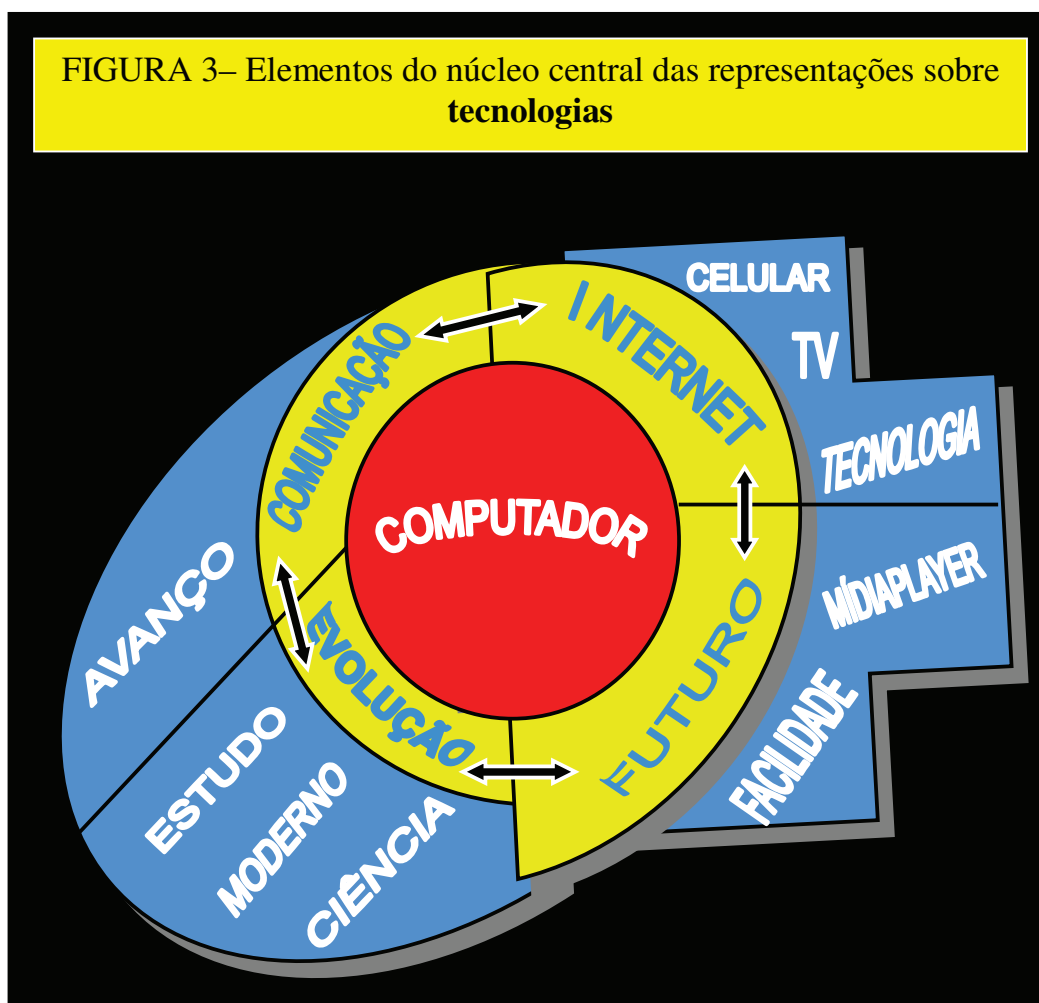 FIGURA 3– Elementos do núcleo central das representações sobre
tecnologias
CELULAR
TV
INTERNET
COMUNICAÇÃO
TECNOLOGIA
COMPUTADOR
MÍDIAPLAYER
AVANÇO
EVOLUÇÃO
FUTURO
FACILIDADE
ESTUDO
MODERNO
CIÊNCIA